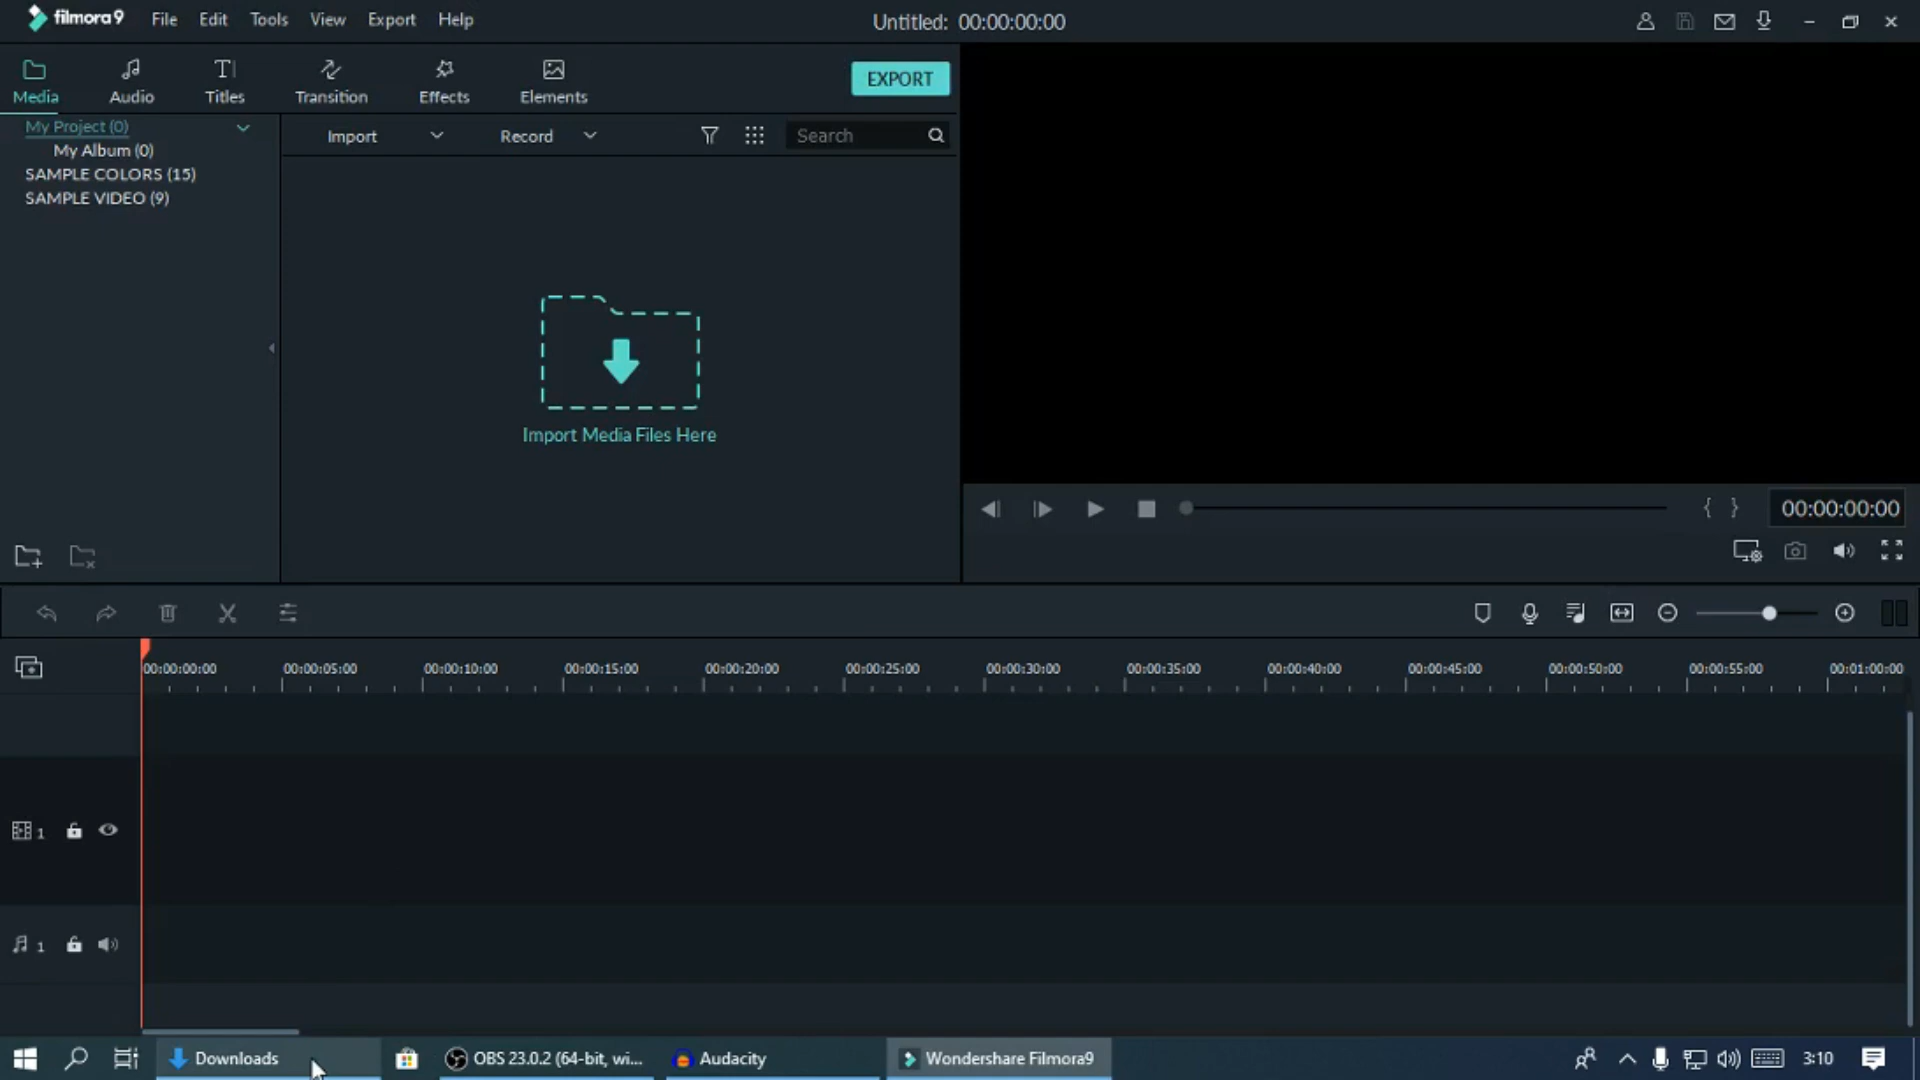 filmora9 File Edit Tools View Export Help Untitled: 00:00:00:00
Media Audio Titles Transition Effects Elements EXPORT
My Project (0)
My Album (0)
SAMPLE COLORS (15)
SAMPLE VIDEO (9)
Import Record Search
Import Media Files Here
{ } 00:00:00:00
00:00:00:00 00:00:05:00 00:00:10:00 00:00:15:00 00:00:20:00 00:00:25:00 00:00:30:00 00:00:35:00 00:00:40:00 00:00:45:00 00:00:50:00 00:00:55:00 00:01:00:00
1
1
Downloads OBS 23.0.2 (64-bit, wi... Audacity Wondershare Filmora9 3:10